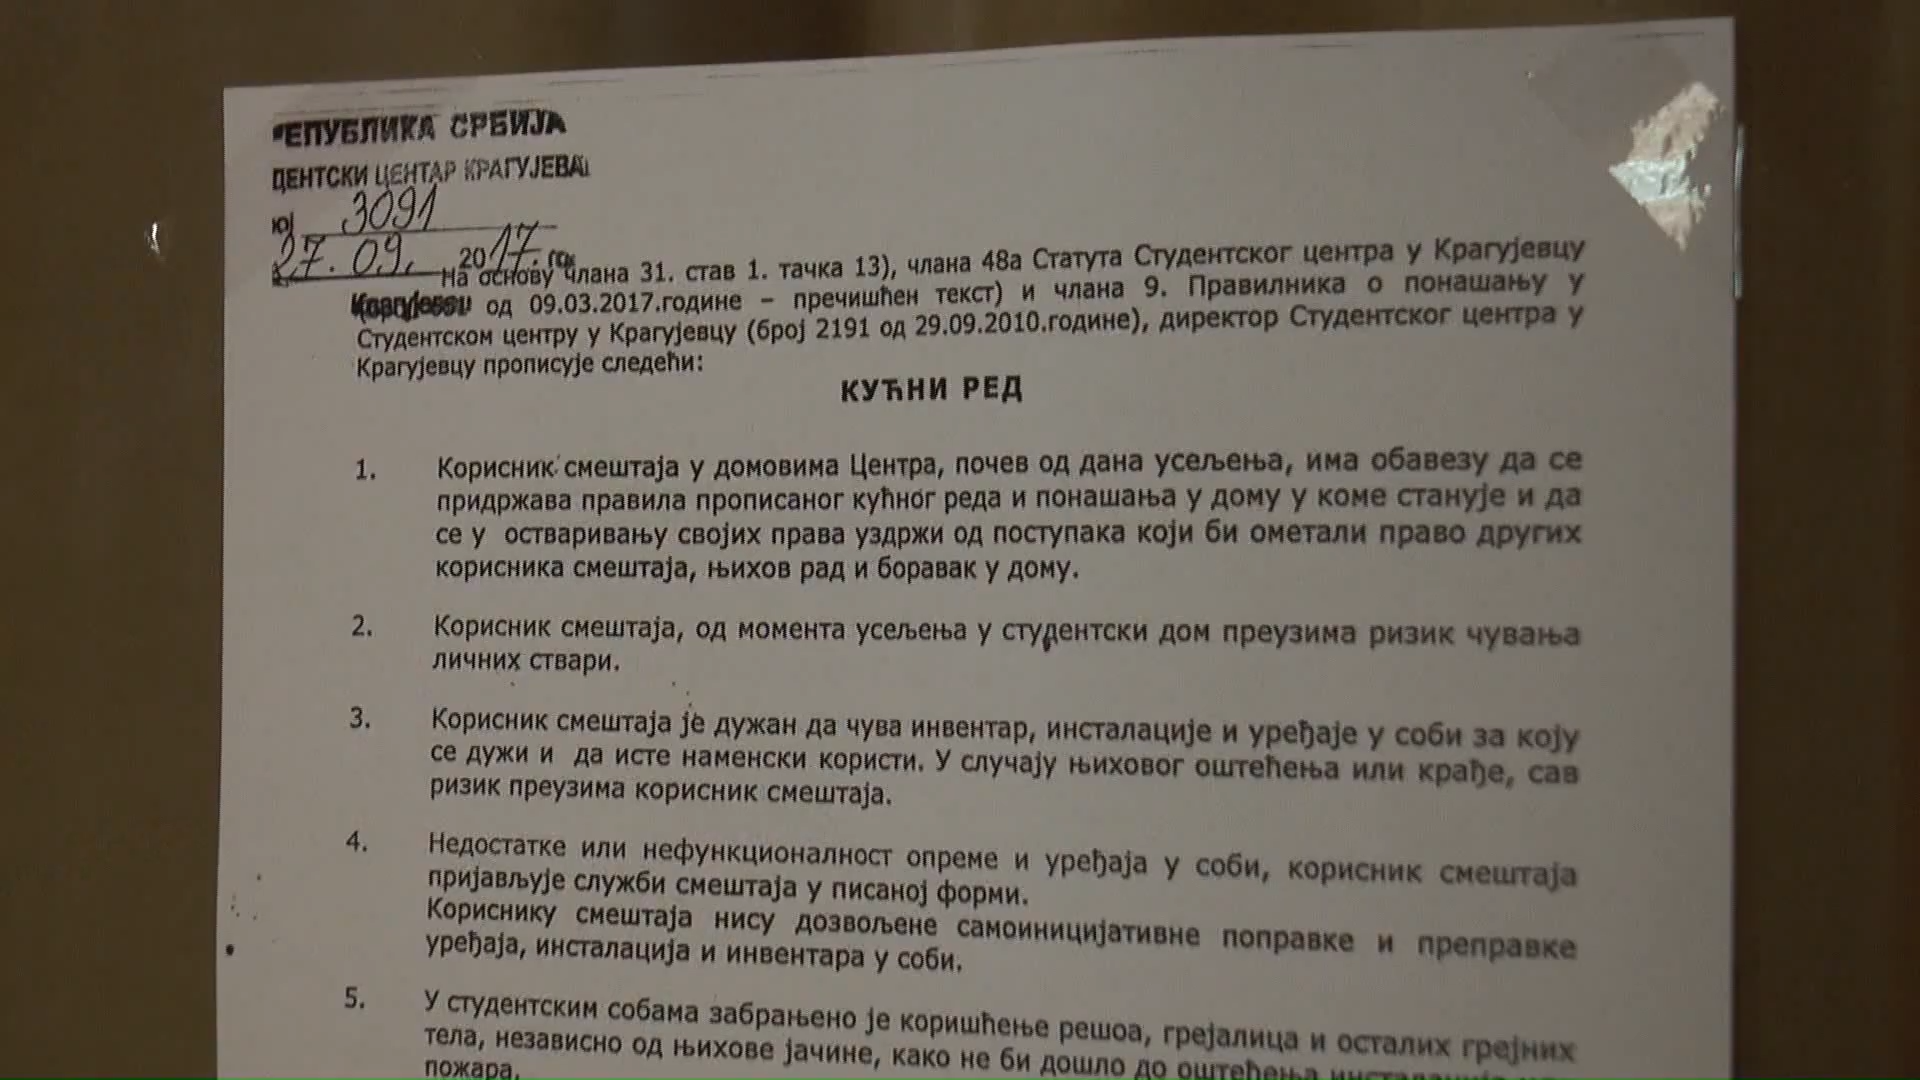 ЕПУБЛИКА СРБИЈА
ДЕНТСКИ ЦЕНТАР КРАГУЈЕВА
ој 3091
27. 09. 2017. го
На основу члана 31. став 1. тачка 13), члана 48а Статута Студентског центра у Крагујевцу
од 09.03.2017.године – пречишћен текст) и члана 9. Правилника о понашању у
Студентском центру у Крагујевцу (број 2191 од 29.09.2010.године), директор Студентског центра у
Крагујевцу прописује следећи:
КУЋНИ РЕД
1. Корисник смештаја у домовима Центра, почев од дана усељења, има обавезу да се
придржава правила прописаног кућног реда и понашања у дому у коме станује и да
се у остваривању својих права уздржи од поступака који би ометали право других
корисника смештаја, њихов рад и боравак у дому.
2. Корисник смештаја, од момента усељења у студентски дом преузима ризик чувања
личних ствари.
3. Корисник смештаја је дужан да чува инвентар, инсталације и уређаје у соби за коју
се дужи и да исте наменски користи. У случају њиховог оштећења или крађе, сав
ризик преузима корисник смештаја.
4. Недостатке или нефункционалност опреме и уређаја у соби, корисник смештаја
пријављује служби смештаја у писаној форми.
Кориснику смештаја нису дозвољене самоиницијативне поправке и преправке
уређаја, инсталација и инвентара у соби.
5. У студентским собама забрањено је коришћење решоа, грејалица и осталих грејних
тела, независно од њихове јачине, како не би дошло до оштећења инсталације
пожара.